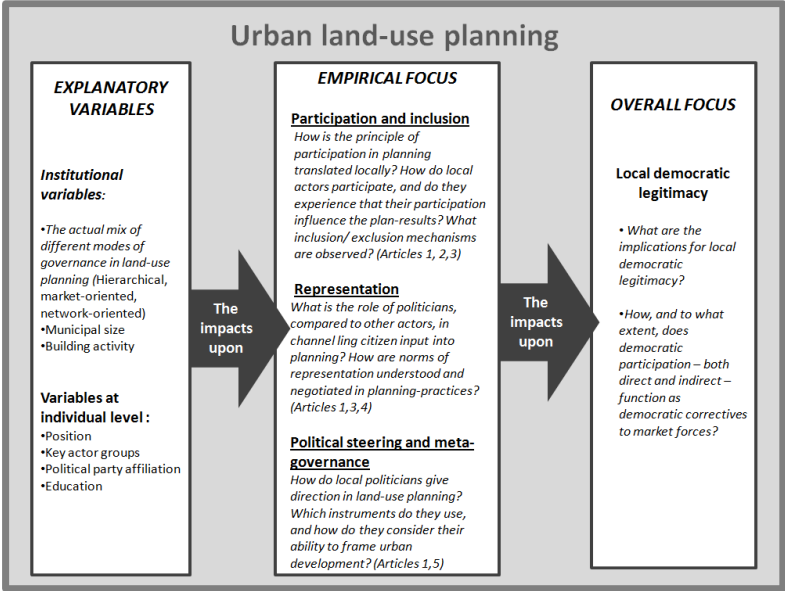 Urban land-use planning
EXPLANATORY
VARIABLES
Institutional
variables:
•The actual mix of
different modes of
governance in land-use
planning (Hierarchical,
market-oriented,
network-oriented)
•Municipal size
•Building activity
Variables at
individual level :
•Position
•Key actor groups
•Political party affiliation
•Education
The
impacts
upon
EMPIRICAL FOCUS
Participation and inclusion
How is the principle of
participation in planning
translated locally? How do local
actors participate, and do they
experience that their participation
influence the plan-results? What
inclusion/ exclusion mechanisms
are observed? (Articles 1, 2,3)
Representation
What is the role of politicians,
compared to other actors, in
channel ling citizen input into
planning? How are norms of
representation understood and
negotiated in planning-practices?
(Articles 1,3,4)
Political steering and meta-
governance
How do local politicians give
direction in land-use planning?
Which instruments do they use,
and how do they consider their
ability to frame urban
development? (Articles 1,5)
The
impacts
upon
OVERALL FOCUS
Local democratic
legitimacy
• What are the
implications for local
democratic
legitimacy?
•How, and to what
extent, does
democratic
participation – both
direct and indirect –
function as
democratic correctives
to market forces?